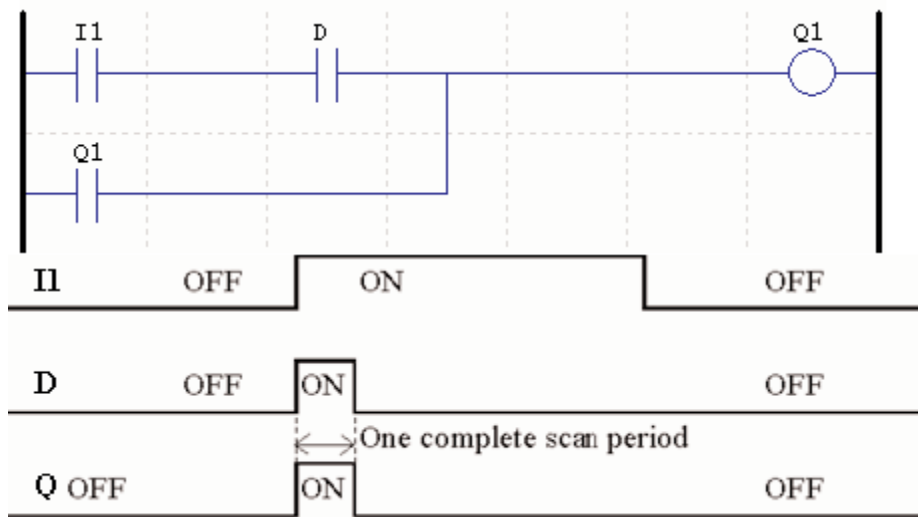 I1 D Q1
Q1
I1 OFF ON OFF
D OFF ON OFF
One complete scan period
Q OFF ON OFF